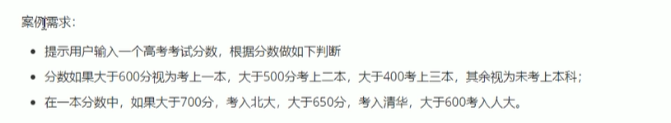 案例需求：
提示用户输入一个高考考试分数，根据分数做如下判断
分数如果大于600分视为考上一本，大于500分考上二本，大于400考上三本，其余视为未考上本科；
在一本分数中，如果大于700分，考入北大，大于650分，考入清华，大于600考入人大。